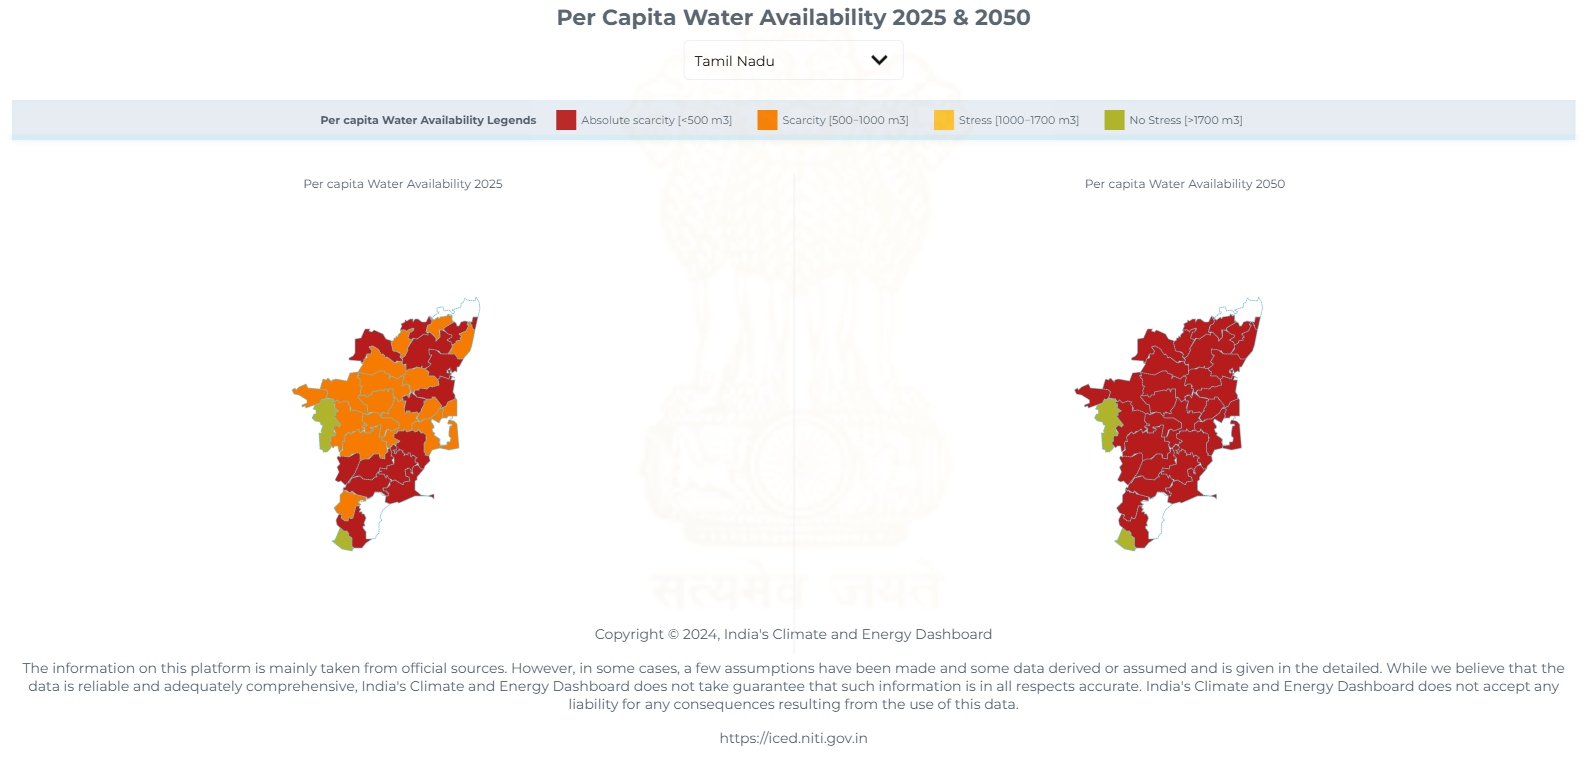 Per Capita Water Availability 2025 & 2050
Tamil Nadu
Per capita Water Availability Legends
Absolute scarcity [<500 m3]
Scarcity [500-1000 m3]
Stress [1000-1700 m3]
No Stress [>1700 m3]
Per capita Water Availability 2025
Per capita Water Availability 2050
सत्यमेव जयते
Copyright © 2024, India's Climate and Energy Dashboard
The information on this platform is mainly taken from official sources. However, in some cases, a few assumptions have been made and some data derived or assumed and is given in the detailed. While we believe that the
data is reliable and adequately comprehensive, India's Climate and Energy Dashboard does not take guarantee that such information is in all respects accurate. India's Climate and Energy Dashboard does not accept any
liability for any consequences resulting from the use of this data.
https://iced.niti.gov.in